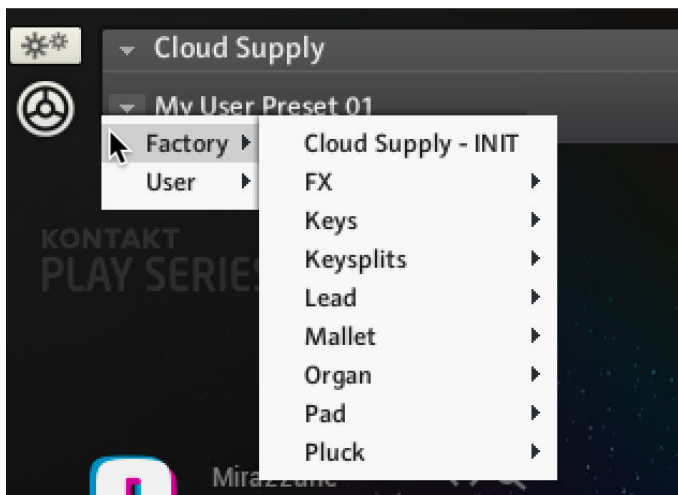 Cloud Supply
My User Preset 01
Factory
User
Cloud Supply - INIT
FX
Keys
Keysplits
Lead
Mallet
Organ
Pad
Pluck
KONTAKT
PLAY SERIES